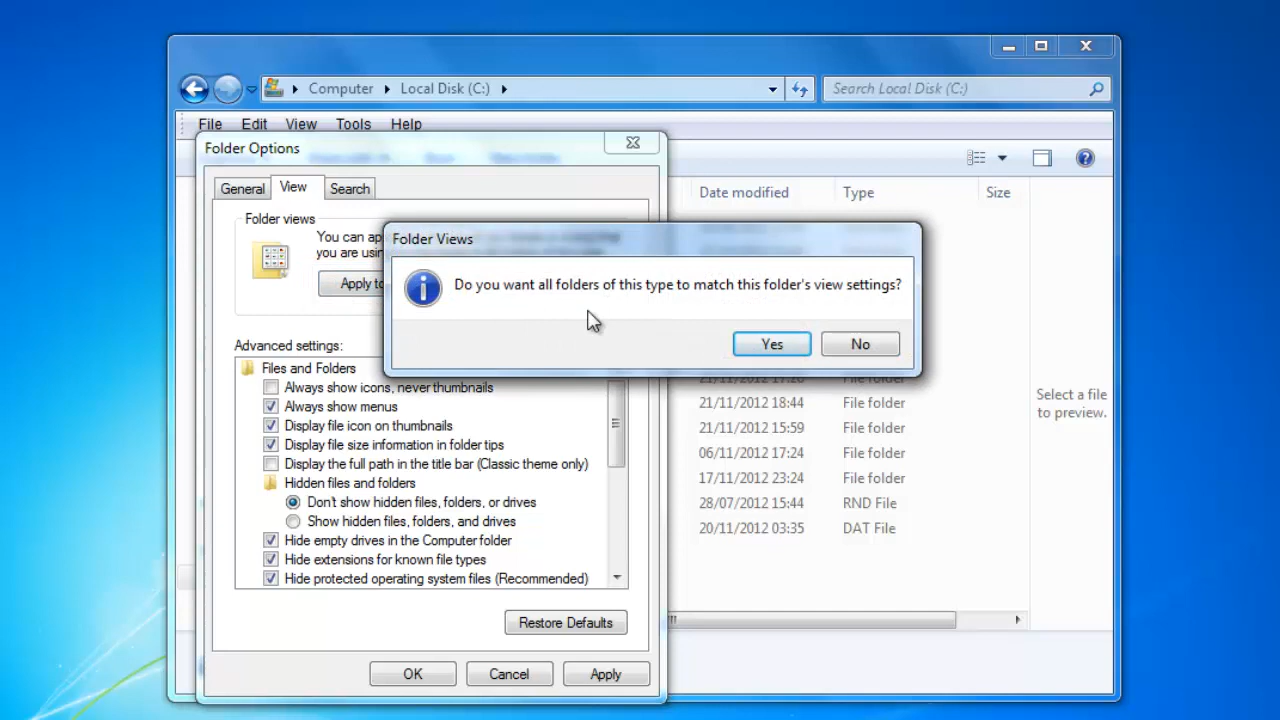 Computer Local Disk (C:)
Search Local Disk (C:)
File Edit View Tools Help
Folder Options
General View Search
Date modified Type Size
Folder views
You can
you are
Apply
Folder Views
Do you want all folders of this type to match this folder's view settings?
Yes No
Advanced settings:
Files and Folders
Always show icons, never thumbnails
Always show menus
Display file icon on thumbnails
Display file size information in folder tips
Display the full path in the title bar (Classic theme only)
Hidden files and folders
Don't show hidden files, folders, or drives
Show hidden files, folders, and drives
Hide empty drives in the Computer folder
Hide extensions for known file types
Hide protected operating system files (Recommended)
Restore Defaults
OK Cancel Apply
File folder
21/11/2012 18:44 File folder
21/11/2012 15:59 File folder
06/11/2012 17:24 File folder
17/11/2012 23:24 File folder
28/07/2012 15:44 RND File
20/11/2012 03:35 DAT File
Select a file
to preview.